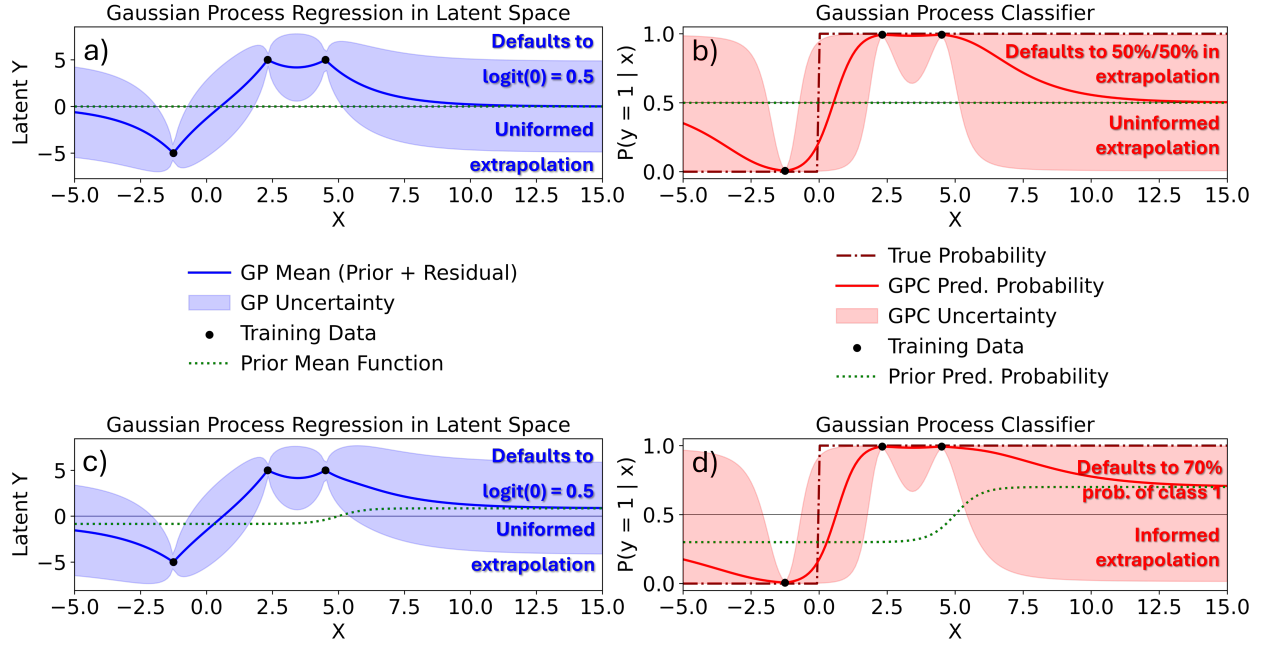 Gaussian Process Regression in Latent Space
a)
Defaults to
logit(0) = 0.5
Uniformed
extrapolation
Latent Y
5
0
−5
−5.0 −2.5 0.0 2.5 5.0 7.5 10.0 12.5 15.0
X
Gaussian Process Classifier
b)
Defaults to 50%/50% in
extrapolation
Uninformed
extrapolation
P(y = 1 | x)
1.0
0.5
0.0
−5.0 −2.5 0.0 2.5 5.0 7.5 10.0 12.5 15.0
X
GP Mean (Prior + Residual)
GP Uncertainty
Training Data
Prior Mean Function
True Probability
GPC Pred. Probability
GPC Uncertainty
Training Data
Prior Pred. Probability
Gaussian Process Regression in Latent Space
c)
Defaults to
logit(0) = 0.5
Uniformed
extrapolation
Latent Y
5
0
−5
−5.0 −2.5 0.0 2.5 5.0 7.5 10.0 12.5 15.0
X
Gaussian Process Classifier
d)
Defaults to 70%
prob. of class 1
Informed
extrapolation
P(y = 1 | x)
1.0
0.5
0.0
−5.0 −2.5 0.0 2.5 5.0 7.5 10.0 12.5 15.0
X